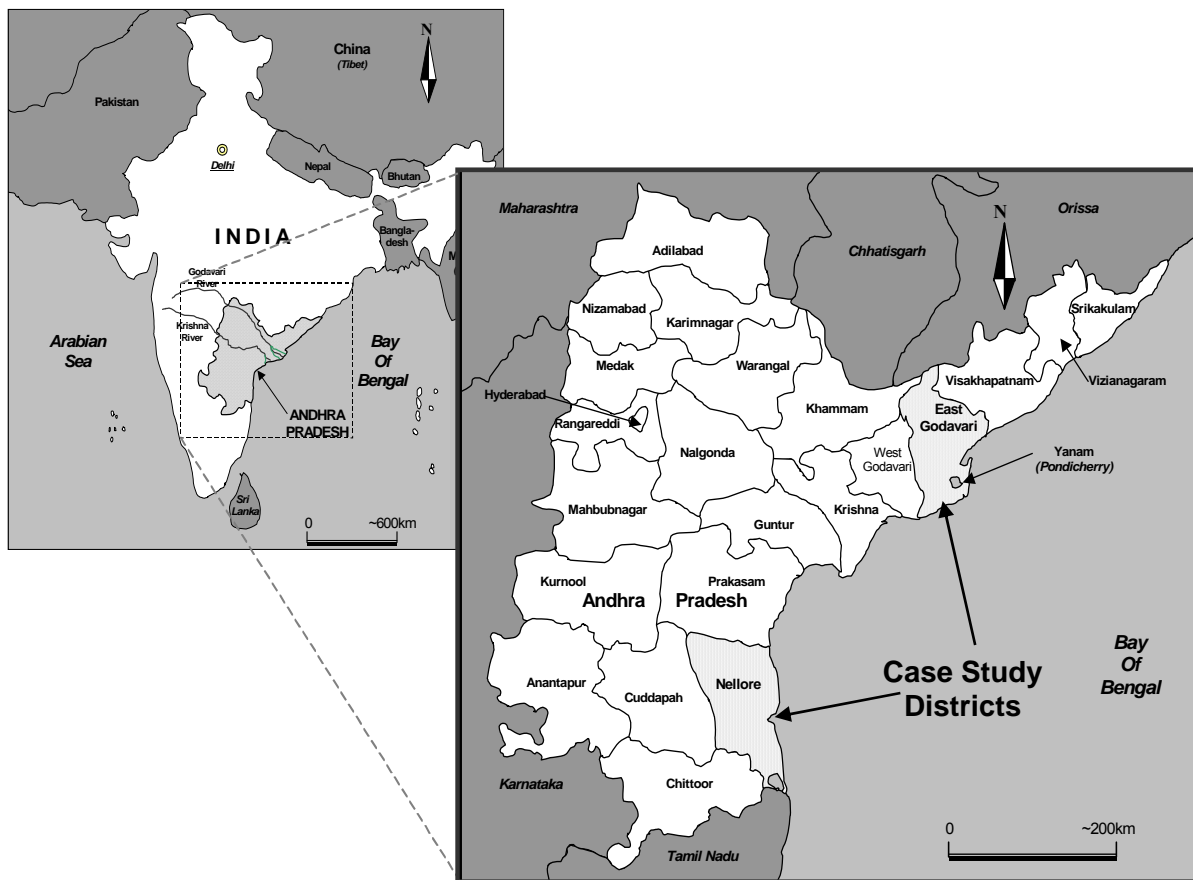 N
China
(Tibet)
Pakistan
Delhi
Nepal
Bhutan
INDIA
Bangla-
desh
M
Godavari
River
Krishna
River
Arabian
Sea
Bay
Of
Bengal
ANDHRA
PRADESH
Sri
Lanka
0 ~600km
N
Maharashtra
Orissa
Chhatisgarh
Adilabad
Nizamabad
Karimnagar
Srikakulam
Medak
Warangal
Visakhapatnam
Vizianagaram
Hyderabad
Khammam
East
Godavari
Rangareddi
Nalgonda
West
Godavari
Yanam
(Pondicherry)
Mahbubnagar
Guntur
Krishna
Kurnool
Prakasam
Andhra Pradesh
Bay
Of
Bengal
Case Study
Districts
Anantapur
Cuddapah
Nellore
Karnataka
Chittoor
Tamil Nadu
0 ~200km